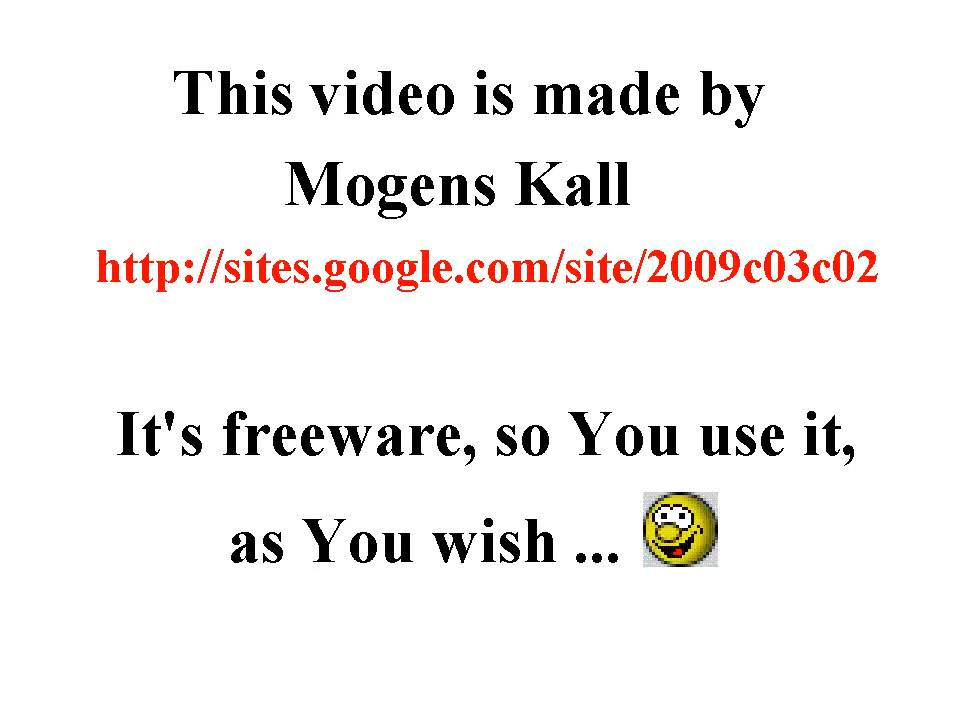 This video is made by
Mogens Kall
http://sites.google.com/site/2009c03c02
It's freeware, so You use it,
as You wish ...